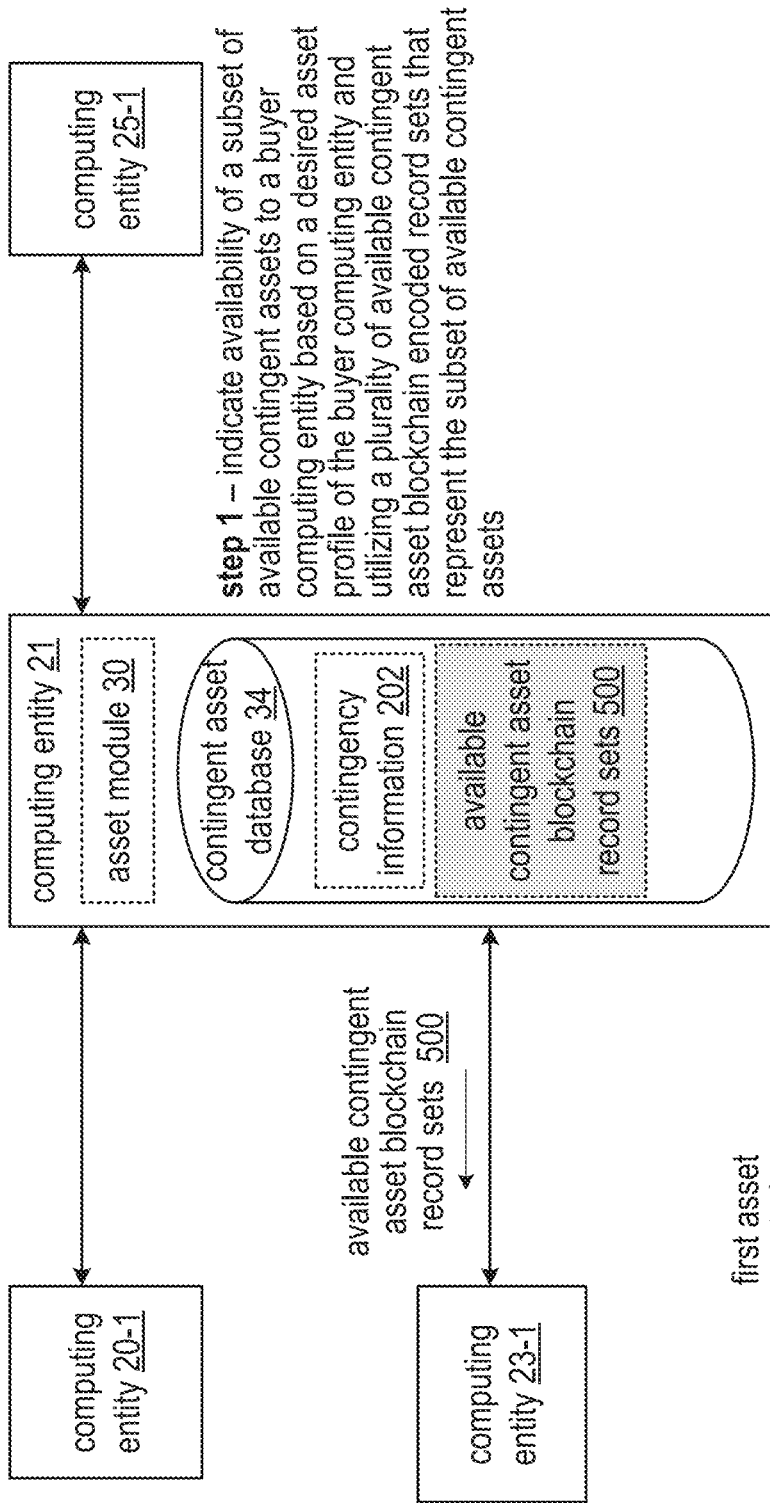 computing
entity 20-1
computing entity 21
asset module 30
contingent asset
database 34
contingency
information 202
available
contingent asset
blockchain
record sets 500
computing
entity 25-1
step 1 – indicate availability of a subset of
available contingent assets to a buyer
computing entity based on a desired asset
profile of the buyer computing entity and
utilizing a plurality of available contingent
asset blockchain encoded record sets that
represent the subset of available contingent
assets
available contingent
asset blockchain
record sets 500
computing
entity 23-1
first asset